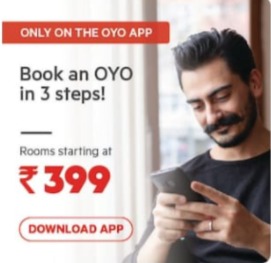 ONLY ON THE OYO APP
Book an OYO
in 3 steps!
Rooms starting at
₹399
DOWNLOAD APP